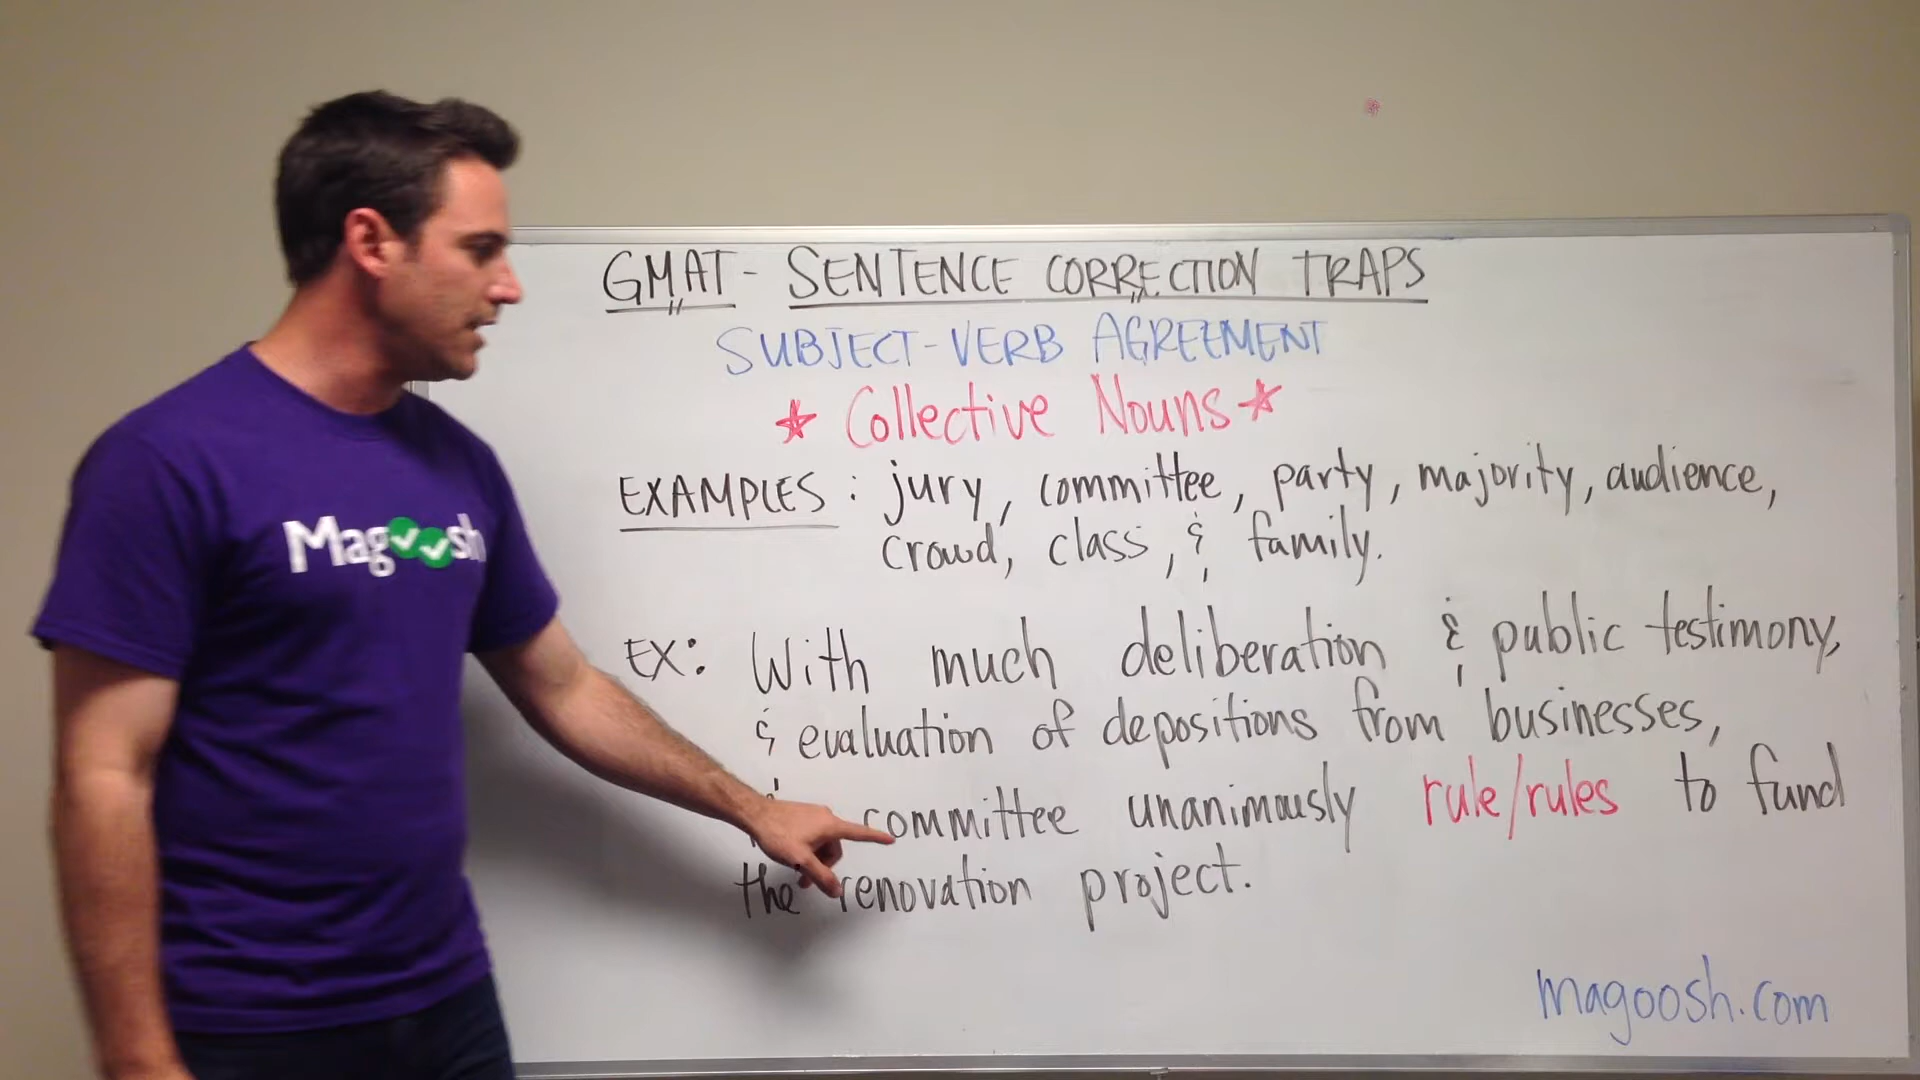 GMAT - SENTENCE CORRECTION TRAPS
SUBJECT-VERB AGREEMENT
★ Collective Nouns ★
EXAMPLES: jury, committee, party, majority, audience,
crowd, class, & family.
EX: With much deliberation & public testimony,
& evaluation of depositions from businesses,
committee unanimously rule/rules to fund
the renovation project.
magoosh.com
Magoosh